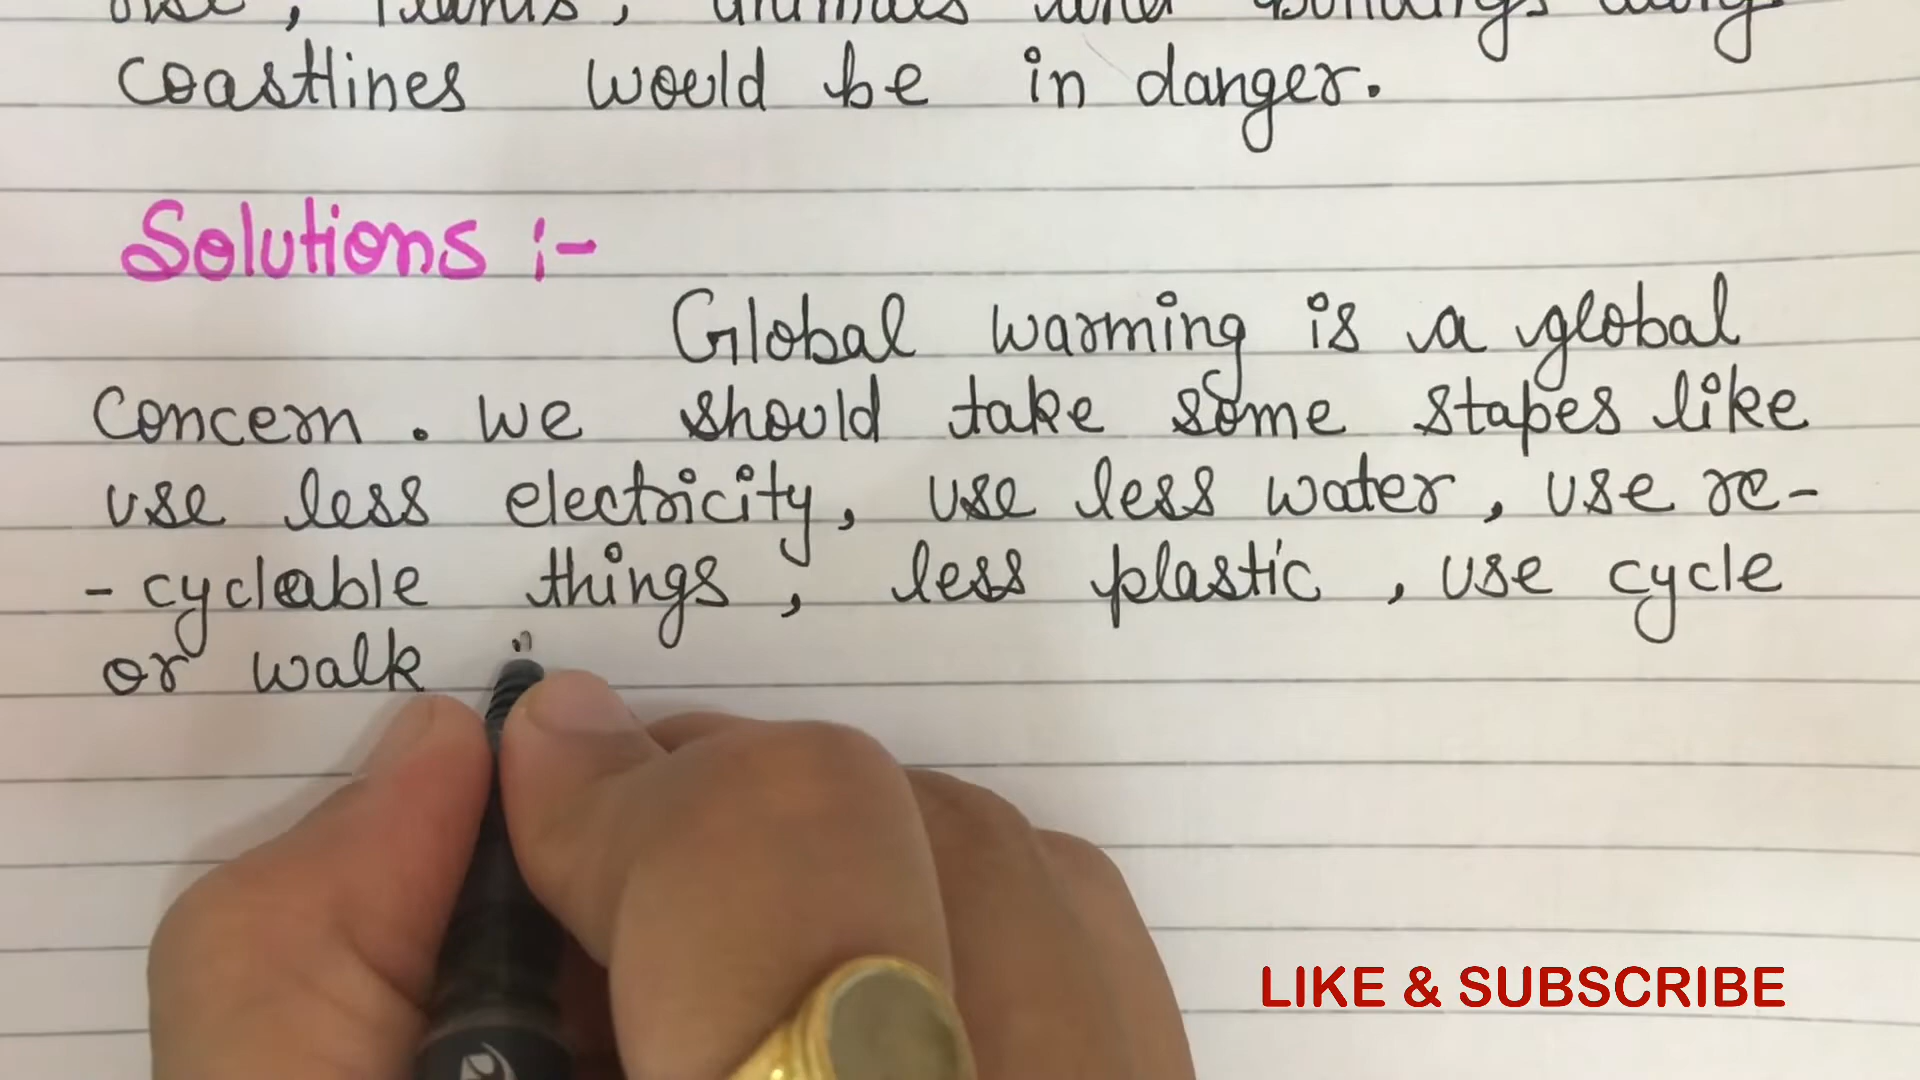 coastlines would be in danger.
Solutions :-
Global warming is a global
concern. we should take some stapes like
use less electricity, use less water, use re-
- cycleable things, less plastic, use cycle
or walk
LIKE & SUBSCRIBE